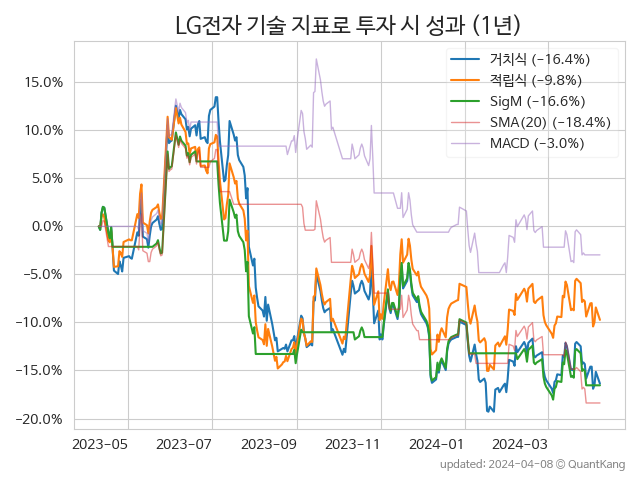 LG전자 기술 지표로 투자 시 성과 (1년)
거치식 (−16.4%)
적립식 (−9.8%)
SigM (−16.6%)
SMA(20) (−18.4%)
MACD (−3.0%)
15.0%
10.0%
5.0%
0.0%
−5.0%
−10.0%
−15.0%
−20.0%
2023-05
2023-07
2023-09
2023-11
2024-01
2024-03
updated: 2024-04-08 © QuantKang